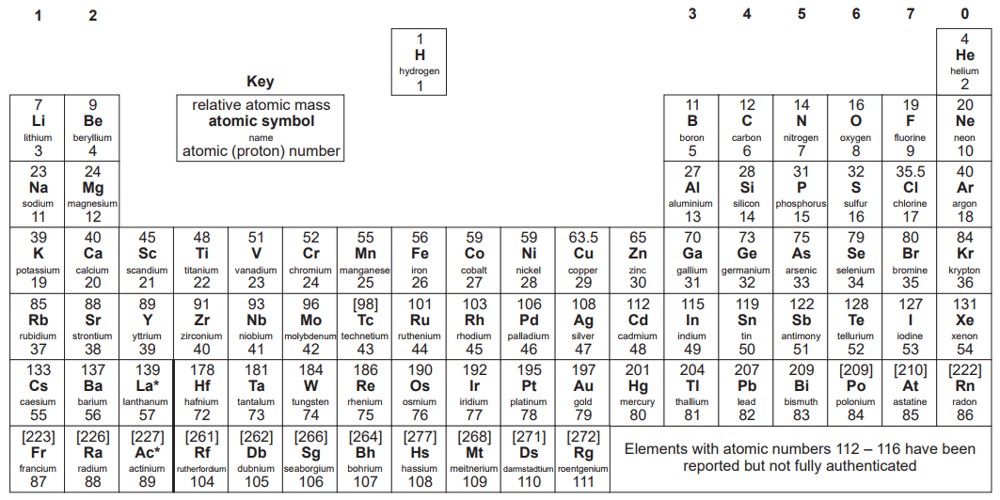 1 2 3 4 5 6 7 0
1 4
H He
hydrogen helium
1 2
Key
7 9 relative atomic mass 11 12 14 16 19 20
Li Be atomic symbol B C N O F Ne
lithium beryllium name boron carbon nitrogen oxygen fluorine neon
3 4 atomic (proton) number 5 6 7 8 9 10
23 24 27 28 31 32 35.5 40
Na Mg Al Si P S Cl Ar
sodium magnesium aluminium silicon phosphorus sulfur chlorine argon
11 12 13 14 15 16 17 18
39 40 45 48 51 52 55 56 59 59 63.5 65 70 73 75 79 80 84
K Ca Sc Ti V Cr Mn Fe Co Ni Cu Zn Ga Ge As Se Br Kr
potassium calcium scandium titanium vanadium chromium manganese iron cobalt nickel copper zinc gallium germanium arsenic selenium bromine krypton
19 20 21 22 23 24 25 26 27 28 29 30 31 32 33 34 35 36
85 88 89 91 93 96 [98] 101 103 106 108 112 115 119 122 128 127 131
Rb Sr Y Zr Nb Mo Tc Ru Rh Pd Ag Cd In Sn Sb Te I Xe
rubidium strontium yttrium zirconium niobium molybdenum technetium ruthenium rhodium palladium silver cadmium indium tin antimony tellurium iodine xenon
37 38 39 40 41 42 43 44 45 46 47 48 49 50 51 52 53 54
133 137 139 178 181 184 186 190 192 195 197 201 204 207 209 [209] [210] [222]
Cs Ba La* Hf Ta W Re Os Ir Pt Au Hg Tl Pb Bi Po At Rn
caesium barium lanthanum hafnium tantalum tungsten rhenium osmium iridium platinum gold mercury thallium lead bismuth polonium astatine radon
55 56 57 72 73 74 75 76 77 78 79 80 81 82 83 84 85 86
[223] [226] [227] [261] [262] [266] [264] [277] [268] [271] [272]
Fr Ra Ac* Rf Db Sg Bh Hs Mt Ds Rg
francium radium actinium rutherfordium dubnium seaborgium bohrium hassium meitnerium darmstadtium roentgenium
87 88 89 104 105 106 107 108 109 110 111
Elements with atomic numbers 112 – 116 have been
reported but not fully authenticated